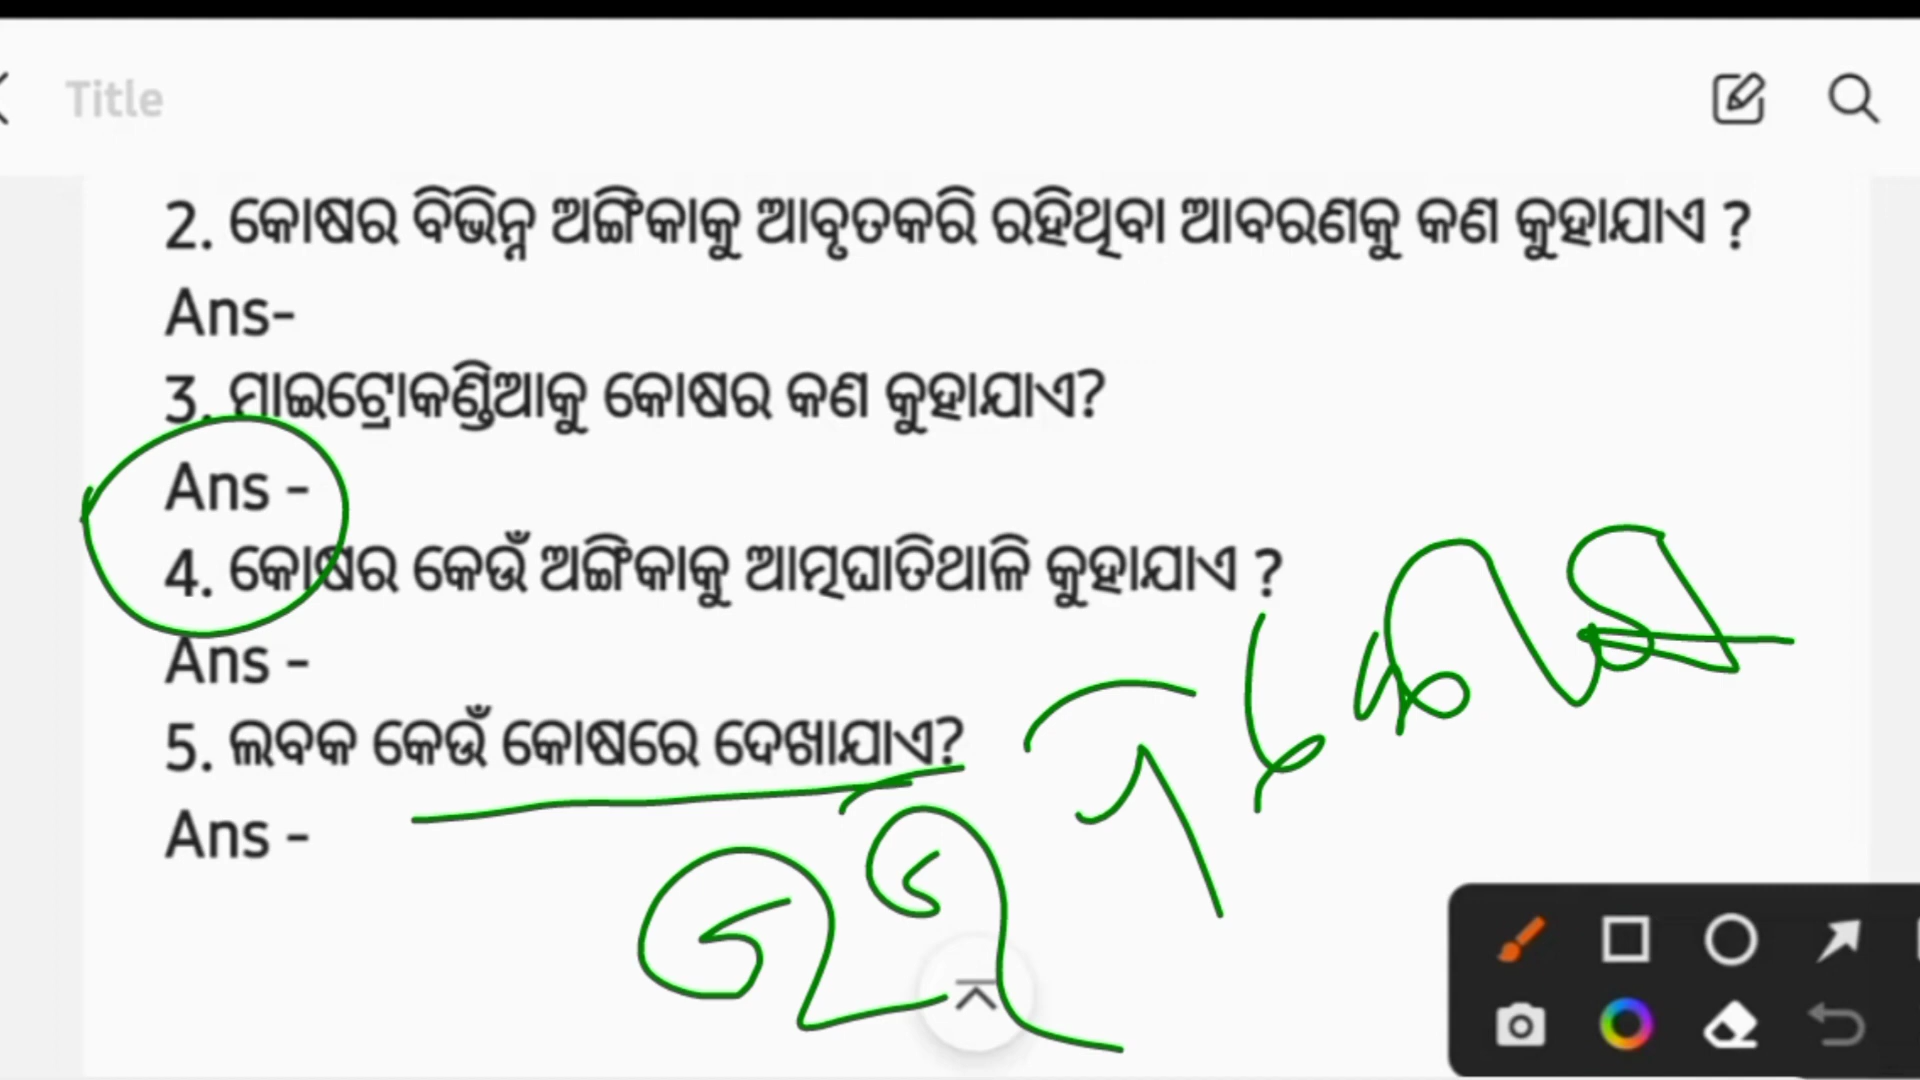 Title
2. କୋଷର ବିଭିନ୍ନ ଅଙ୍ଗିକାକୁ ଆବୃତକରି ରହିଥିବା ଆବରଣକୁ କଣ କୁହାଯାଏ ?
Ans-
3. ମାଇଟ୍ରୋକଣ୍ଡିଆକୁ କୋଷର କଣ କୁହାଯାଏ?
Ans -
4. କୋଷର କେଉଁ ଅଙ୍ଗିକାକୁ ଆତ୍ମଘାତିଥାଳି କୁହାଯାଏ ?
Ans -
5. ଲବକ କେଉଁ କୋଷରେ ଦେଖାଯାଏ?
Ans -